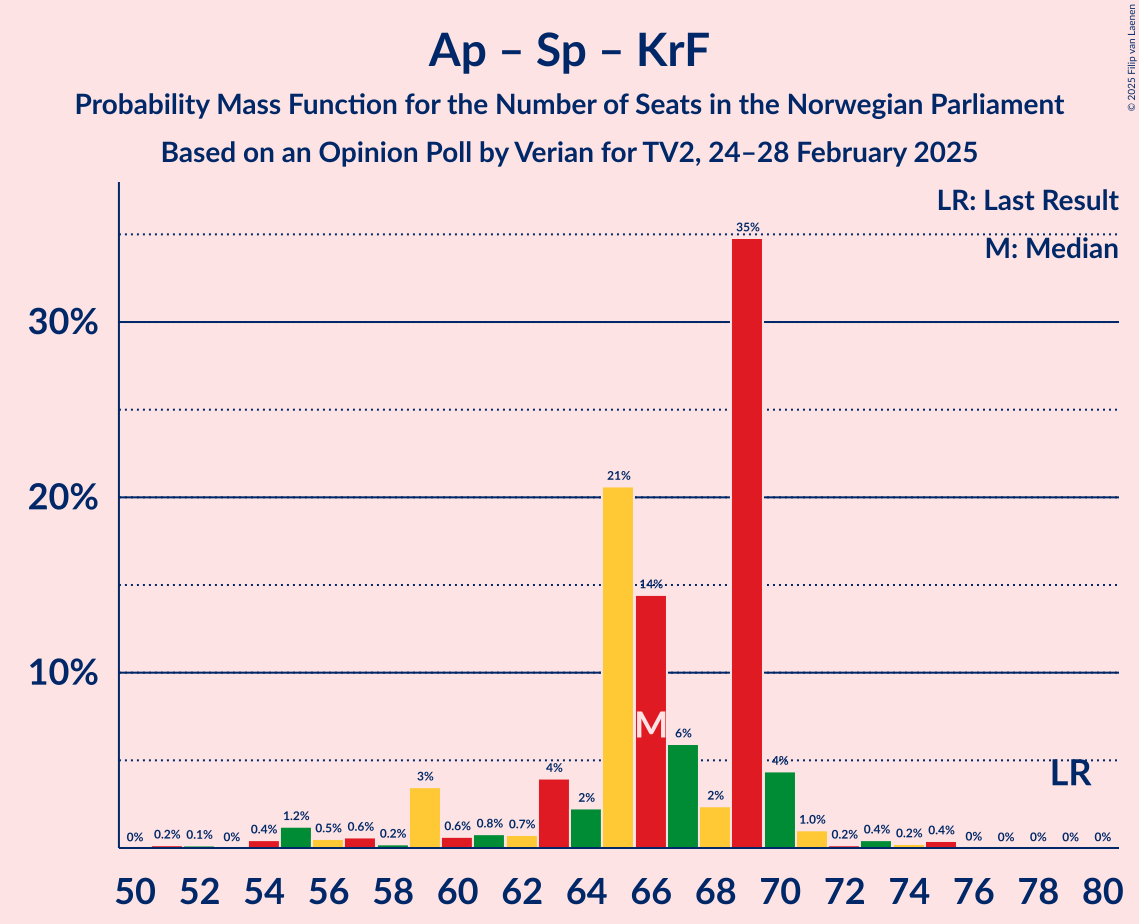 Ap – Sp – KrF
Probability Mass Function for the Number of Seats in the Norwegian Parliament
Based on an Opinion Poll by Verian for TV2, 24–28 February 2025
© 2025 Filip van Laenen
LR: Last Result
M: Median
30%
20%
10%
0% 0.2% 0.1% 0% 0.4% 1.2% 0.5% 0.6% 0.2% 3% 0.6% 0.8% 0.7% 4% 2% 21% 14% 6% 2% 35% 4% 1.0% 0.2% 0.4% 0.2% 0.4% 0% 0% 0% 0% 0%
M
LR
50 52 54 56 58 60 62 64 66 68 70 72 74 76 78 80